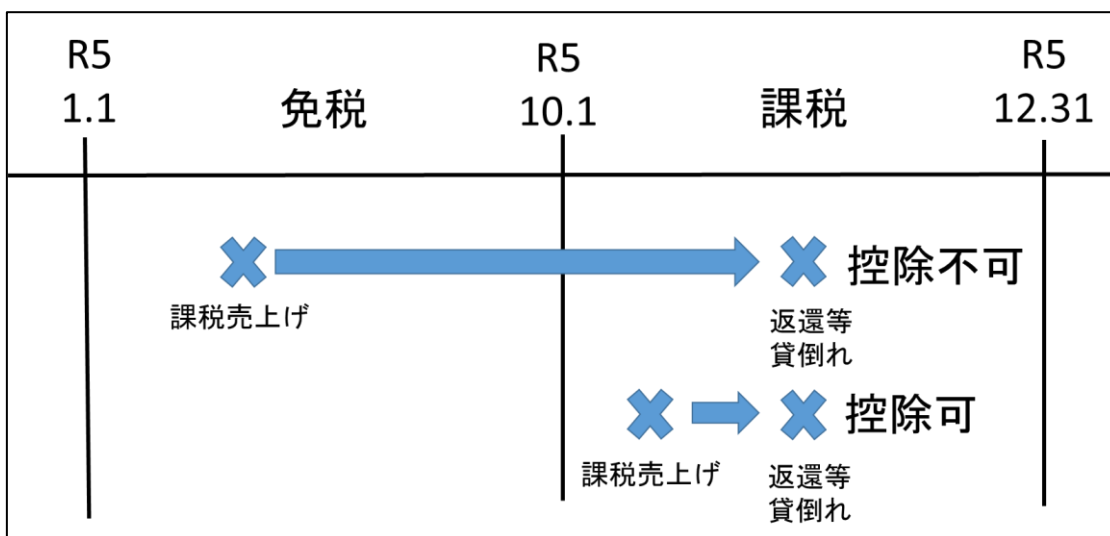 R5
1.1
免税
R5
10.1
課税
R5
12.31
課税売上げ
返還等
貸倒れ
控除不可
課税売上げ
返還等
貸倒れ
控除可